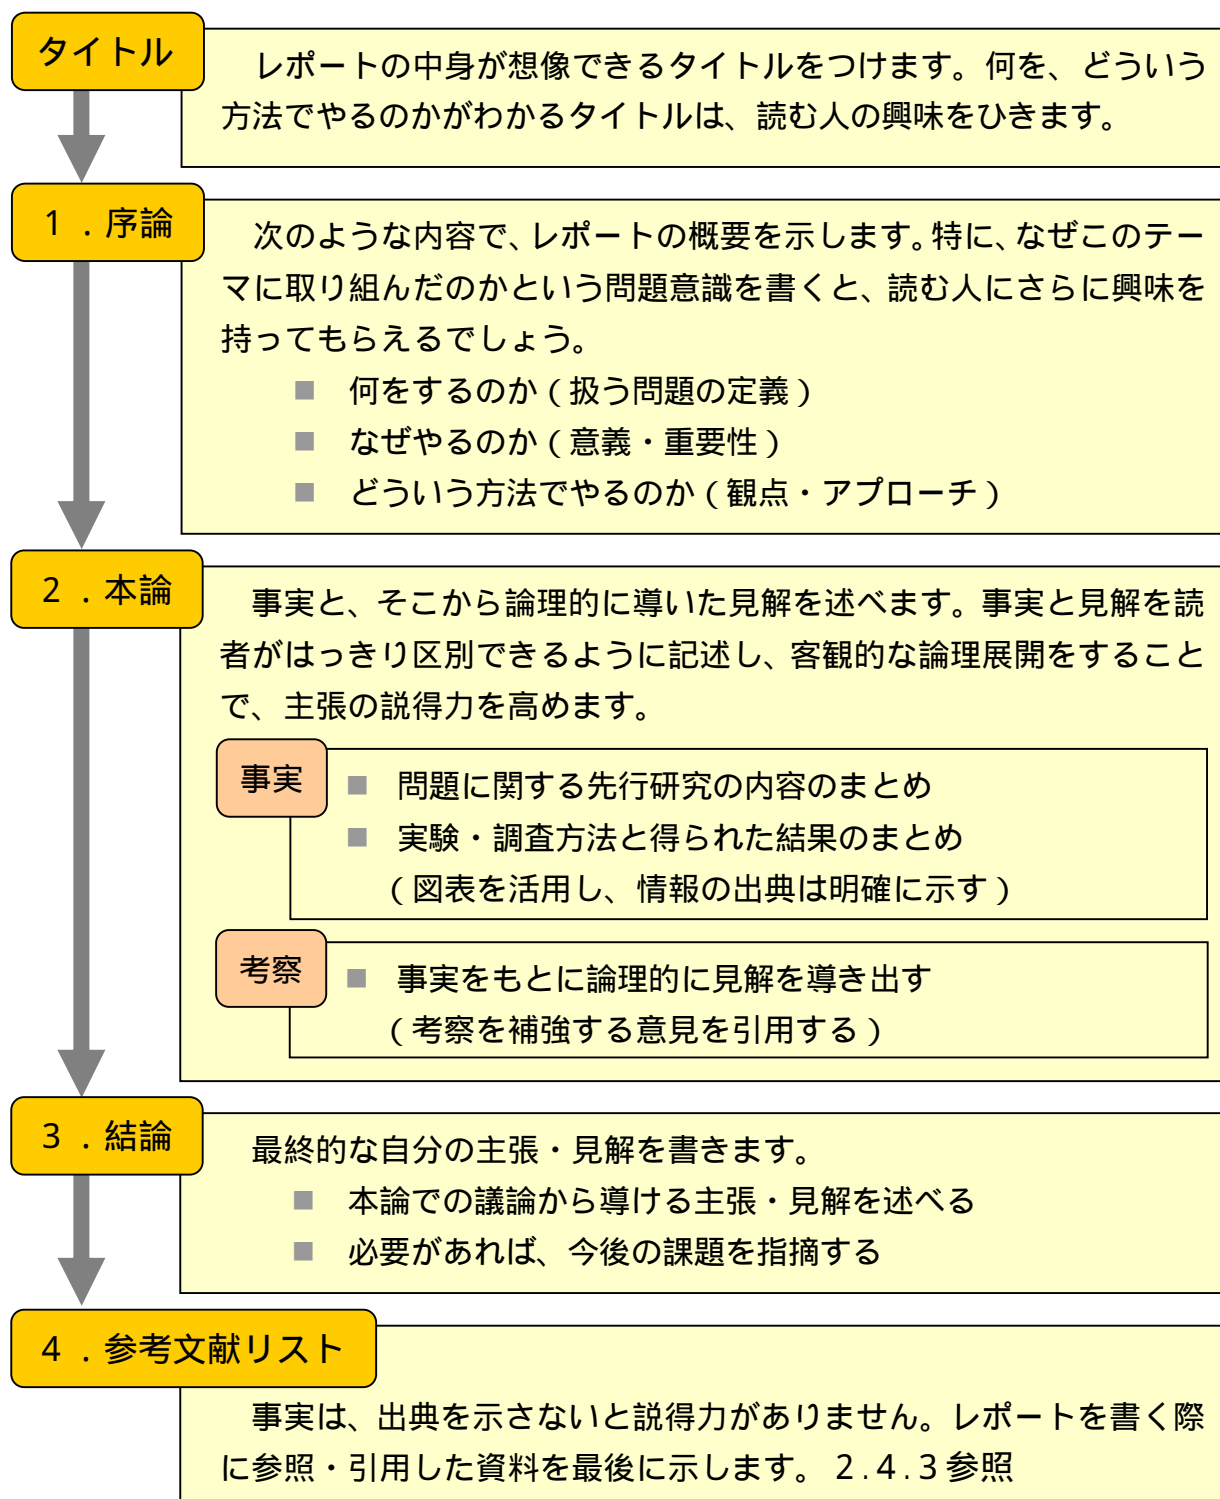 タイトル
レポートの中身が想像できるタイトルをつけます。何を、どういう
方法でやるのかがわかるタイトルは、読む人の興味をひきます。
１．序論
次のような内容で、レポートの概要を示します。特に、なぜこのテー
マに取り組んだのかという問題意識を書くと、読む人にさらに興味を
持ってもらえるでしょう。
■ 何をするのか（扱う問題の定義）
■ なぜやるのか（意義・重要性）
■ どういう方法でやるのか（観点・アプローチ）
２．本論
事実と、そこから論理的に導いた見解を述べます。事実と見解を読
者がはっきり区別できるように記述し、客観的な論理展開をすること
で、主張の説得力を高めます。
事実
■ 問題に関する先行研究の内容のまとめ
■ 実験・調査方法と得られた結果のまとめ
（図表を活用し、情報の出典は明確に示す）
考察
■ 事実をもとに論理的に見解を導き出す
（考察を補強する意見を引用する）
３．結論
最終的な自分の主張・見解を書きます。
■ 本論での議論から導ける主張・見解を述べる
■ 必要があれば、今後の課題を指摘する
４．参考文献リスト
事実は、出典を示さないと説得力がありません。レポートを書く際
に参照・引用した資料を最後に示します。２.４.３参照